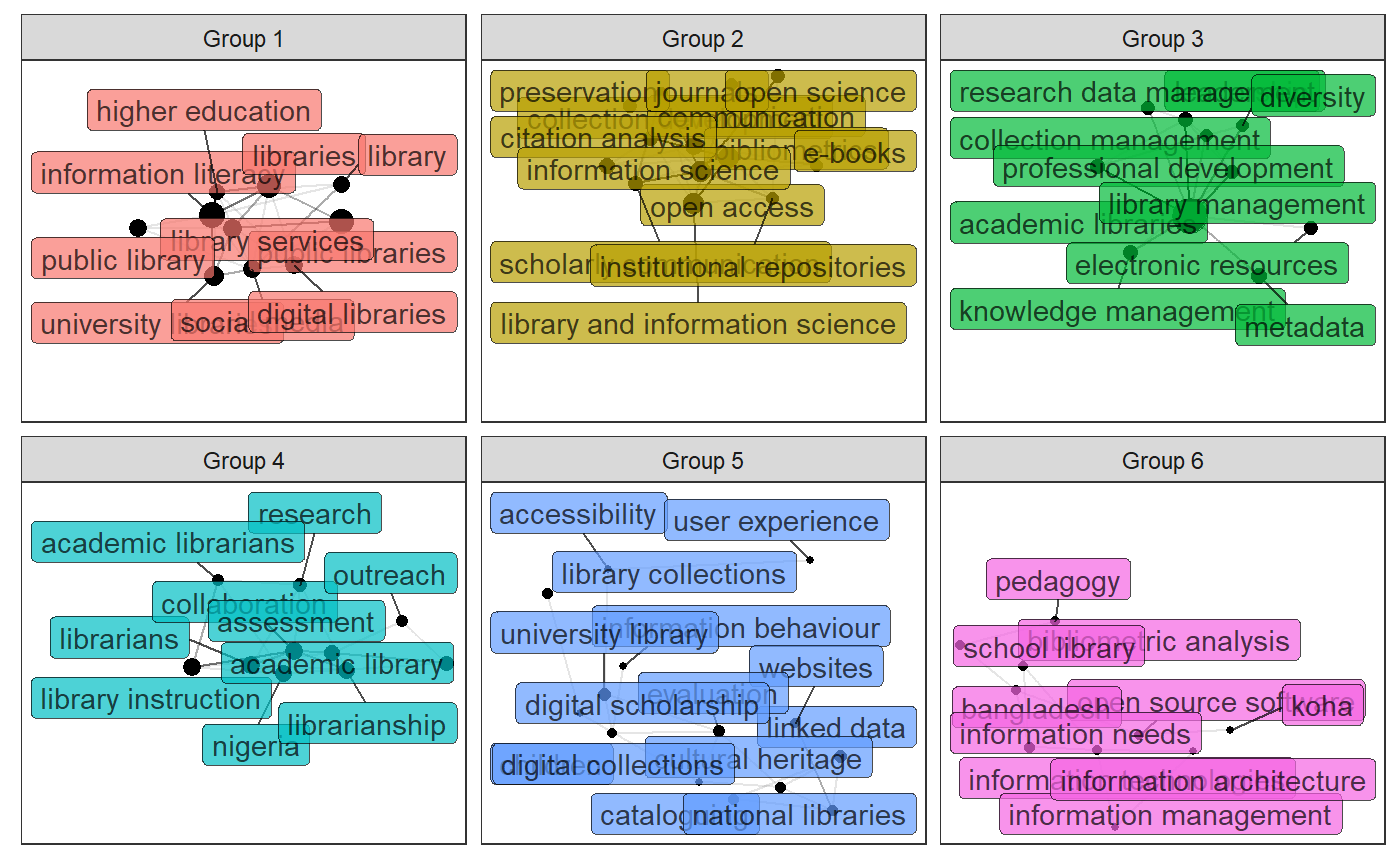 Group 1
higher education
libraries
library
information literacy
library services
public libraries
public library
university libraries
social media
digital libraries
Group 2
preservation
journals
open science
collection development
communication
citation analysis
bibliometrics
e-books
information science
open access
scholarly communication
institutional repositories
library and information science
Group 3
research data management
diversity
collection management
professional development
library management
academic libraries
electronic resources
knowledge management
metadata
Group 4
research
academic librarians
outreach
collaboration
assessment
librarians
academic library
library instruction
librarianship
nigeria
Group 5
accessibility
user experience
library collections
information behaviour
university library
websites
evaluation
digital scholarship
linked data
cultural heritage
digital collections
cataloguing
national libraries
Group 6
pedagogy
bibliometric analysis
school library
open source software
koha
bangladesh
information needs
information technologies
information architecture
information management